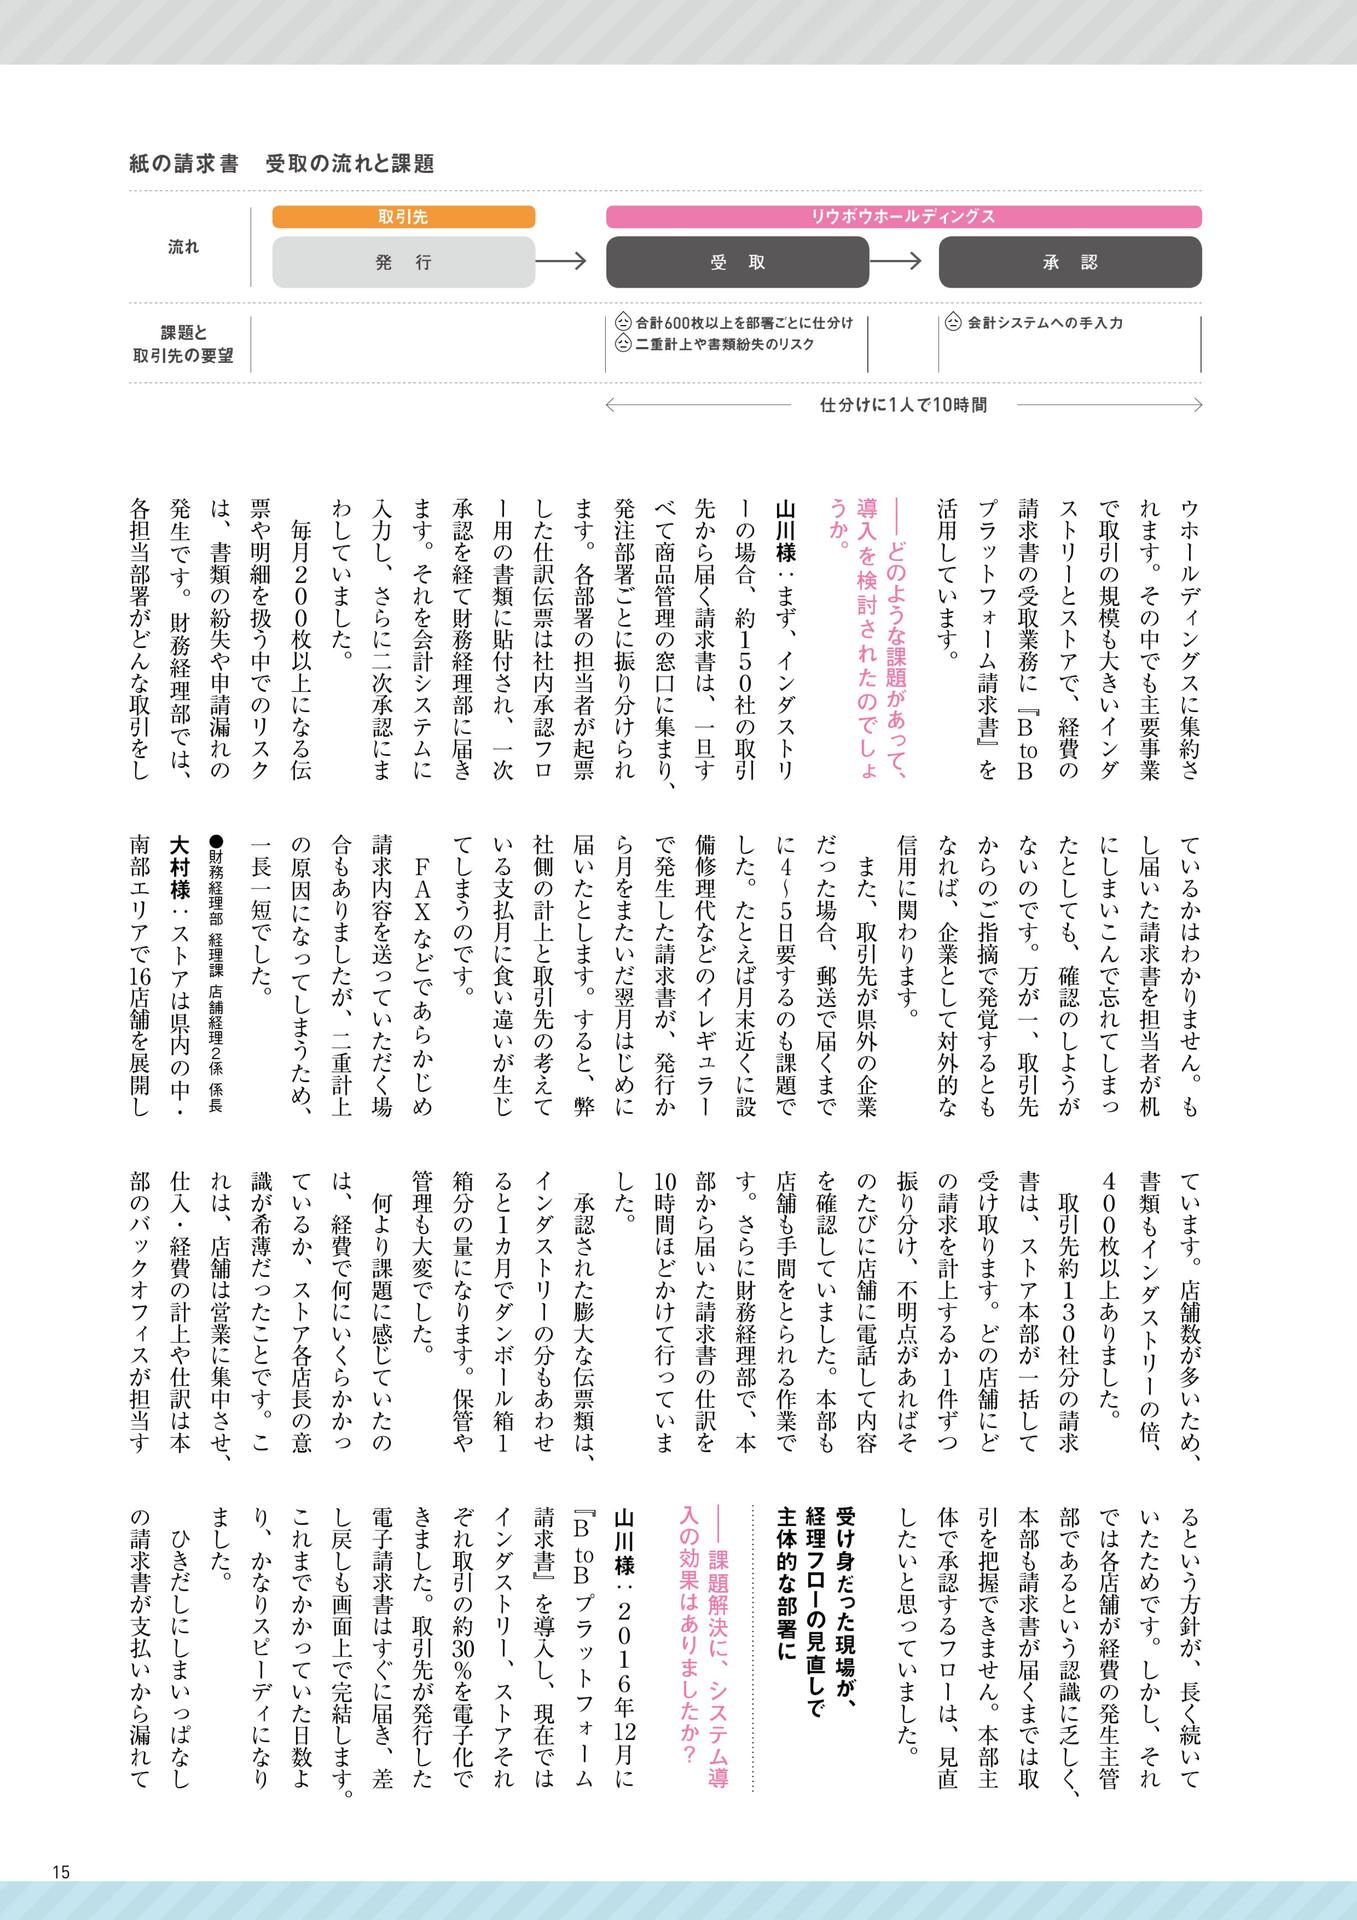 紙の請求書　受取の流れと課題
流れ
取引先
リウボウホールディングス
発　行
受　取
承　認
課題と
取引先の要望
合計600枚以上を部署ごとに仕分け
二重計上や書類紛失のリスク
会計システムへの手入力
仕分けに1人で10時間
ウホールディングスに集約さ
れます。その中でも主要事業
で取引の規模も大きいインダ
ストリーとストアで、経費の
請求書の受取業務に『BtoB
プラットフォーム請求書』を
活用しています。
――どのような課題があって、
導入を検討されたのでしょ
うか。
山川様：まず、インダストリ
ーの場合、約150社の取引
先から届く請求書は、一旦す
べて商品管理の窓口に集まり、
発注部署ごとに振り分けられ
ます。各部署の担当者が起票
した仕訳伝票は社内承認フロ
ー用の書類に貼付され、一次
承認を経て財務経理部に届き
ます。それを会計システムに
入力し、さらに二次承認にま
わしていました。
　毎月200枚以上になる伝
票や明細を扱う中でのリスク
は、書類の紛失や申請漏れの
発生です。財務経理部では、
各担当部署がどんな取引をし
ているかはわかりません。も
し届いた請求書を担当者が机
にしまいこんで忘れてしまっ
たとしても、確認のしようが
ないのです。万が一、取引先
からのご指摘で発覚するとも
なれば、企業として対外的な
信用に関わります。
　また、取引先が県外の企業
だった場合、郵送で届くまで
に4〜5日要するのも課題で
した。たとえば月末近くに設
備修理代などのイレギュラー
で発生した請求書が、発行か
ら月をまたいだ翌月はじめに
届いたとします。すると、弊
社側の計上と取引先の考えて
いる支払月に食い違いが生じ
てしまうのです。
　FAXなどであらかじめ
請求内容を送っていただく場
合もありましたが、二重計上
の原因になってしまうため、
一長一短でした。
●財務経理部 経理課 店舗経理2係 係長
大村様：ストアは県内の中・
南部エリアで16店舗を展開し
ています。店舗数が多いため、
書類もインダストリーの倍、
400枚以上ありました。
　取引先約130社分の請求
書は、ストア本部が一括して
受け取ります。どの店舗にど
の請求を計上するか1件ずつ
振り分け、不明点があればそ
のたびに店舗に電話して内容
を確認していました。本部も
店舗も手間をとられる作業で
す。さらに財務経理部で、本
部から届いた請求書の仕訳を
10時間ほどかけて行っていま
した。
　承認された膨大な伝票類は、
インダストリーの分もあわせ
ると1カ月でダンボール箱1
箱分の量になります。保管や
管理も大変でした。
　何より課題に感じていたの
は、経費で何にいくらかかっ
ているか、ストア各店長の意
識が希薄だったことです。こ
れは、店舗は営業に集中させ、
仕入・経費の計上や仕訳は本
部のバックオフィスが担当す
るという方針が、長く続いて
いたためです。しかし、それ
では各店舗が経費の発生主管
部であるという認識に乏しく、
本部も請求書が届くまでは取
引を把握できません。本部主
体で承認するフローは、見直
したいと思っていました。
受け身だった現場が、
経理フローの見直しで
主体的な部署に
――課題解決に、システム導
入の効果はありましたか？
山川様：2016年12月に
『BtoBプラットフォーム
請求書』を導入し、現在では
インダストリー、ストアそれ
ぞれ取引の約30％を電子化で
きました。取引先が発行した
電子請求書はすぐに届き、差
し戻しも画面上で完結します。
これまでかかっていた日数よ
り、かなりスピーディになり
ました。
　ひきだしにしまいっぱなし
の請求書が支払いから漏れて
15